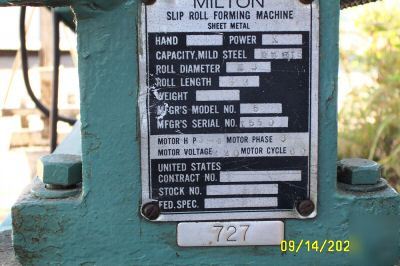 MILTON
SLIP ROLL FORMING MACHINE
SHEET METAL
HAND POWER X
CAPACITY, MILD STEEL
ROLL DIAMETER
ROLL LENGTH
WEIGHT
MFGR'S MODEL NO.
MFGR'S SERIAL NO.
MOTOR H P MOTOR PHASE 3
MOTOR VOLTAGE MOTOR CYCLE 60
UNITED STATES
CONTRACT NO.
STOCK NO.
FED. SPEC.
727
09/14/202